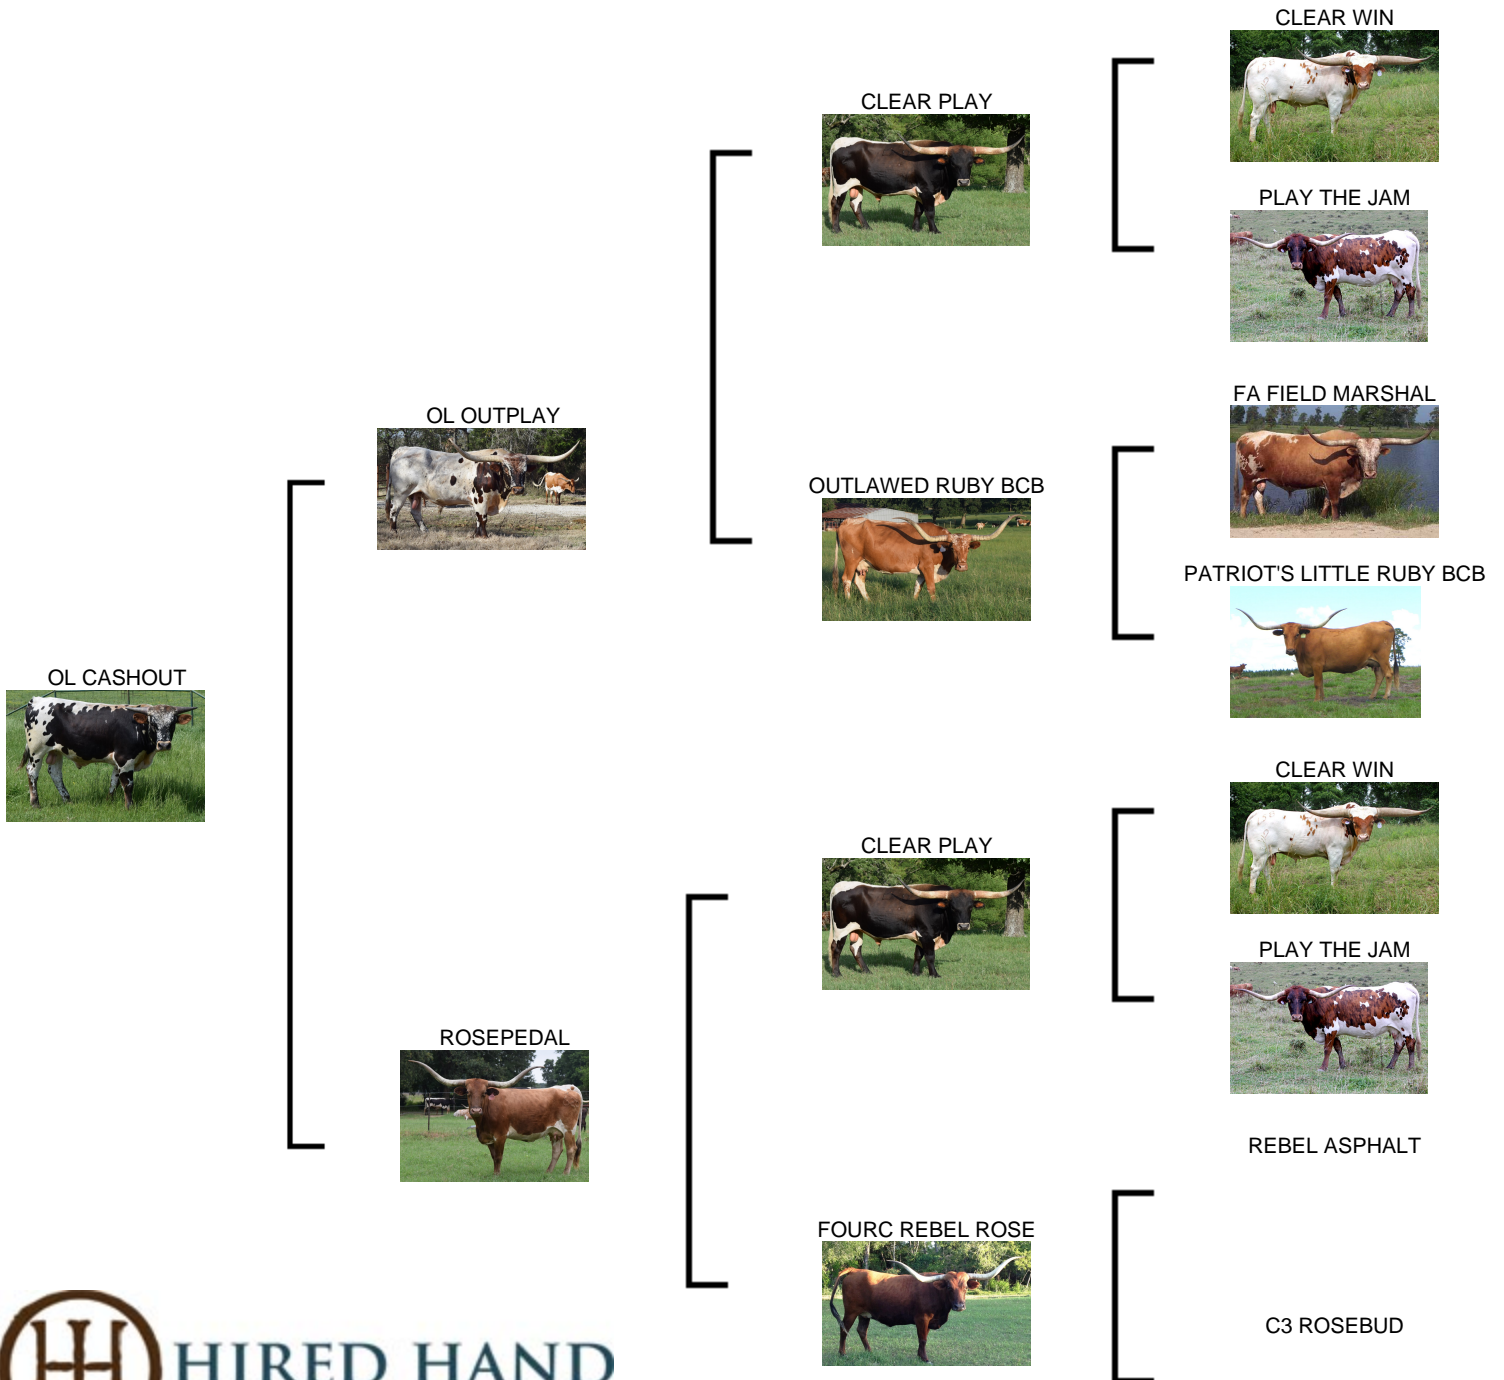 CLEAR WIN
CLEAR PLAY
PLAY THE JAM
FA FIELD MARSHAL
OL OUTPLAY
OUTLAWED RUBY BCB
PATRIOT'S LITTLE RUBY BCB
OL CASHOUT
CLEAR WIN
CLEAR PLAY
PLAY THE JAM
ROSEPEDAL
REBEL ASPHALT
FOURC REBEL ROSE
C3 ROSEBUD
HH HIRED HAND